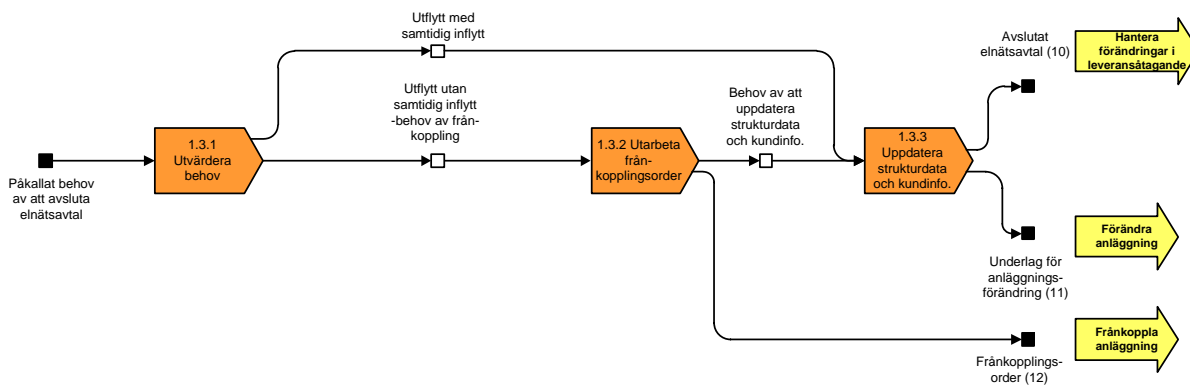 Utflytt med
samtidig inflytt
Avslutat
elnätsavtal (10)
Hantera
förändringar i
leveransåtagande
Utflytt utan
samtidig inflytt
-behov av från-
koppling
Behov av att
uppdatera
strukturdata
och kundinfo.
1.3.1
Utvärdera
behov
1.3.2 Utarbeta
från-
kopplingsorder
1.3.3
Uppdatera
strukturdata
och kundinfo.
Påkallat behov
av att avsluta
elnätsavtal
Förändra
anläggning
Underlag för
anläggnings-
förändring (11)
Frånkoppla
anläggning
Frånkopplings-
order (12)